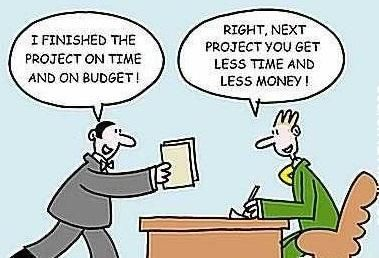 I FINISHED THE
PROJECT ON TIME
AND ON BUDGET!
RIGHT, NEXT
PROJECT YOU GET
LESS TIME AND
LESS MONEY!